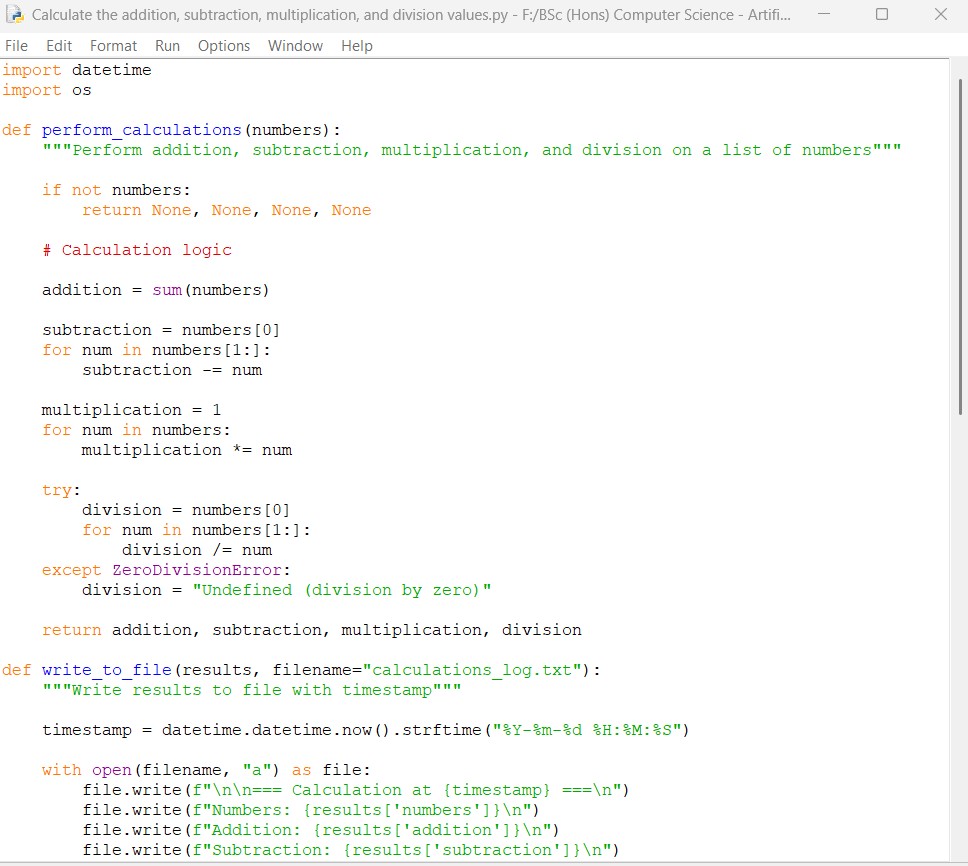 Calculate the addition, subtraction, multiplication, and division values.py - F:/BSc (Hons) Computer Science - Artifi...
File Edit Format Run Options Window Help
import datetime
import os

def perform_calculations(numbers):
    """Perform addition, subtraction, multiplication, and division on a list of numbers"""

    if not numbers:
        return None, None, None, None

    # Calculation logic

    addition = sum(numbers)

    subtraction = numbers[0]
    for num in numbers[1:]:
        subtraction -= num

    multiplication = 1
    for num in numbers:
        multiplication *= num

    try:
        division = numbers[0]
        for num in numbers[1:]:
            division /= num
    except ZeroDivisionError:
        division = "Undefined (division by zero)"

    return addition, subtraction, multiplication, division

def write_to_file(results, filename="calculations_log.txt"):
    """Write results to file with timestamp"""

    timestamp = datetime.datetime.now().strftime("%Y-%m-%d %H:%M:%S")

    with open(filename, "a") as file:
        file.write(f"\n\n=== Calculation at {timestamp} ===\n")
        file.write(f"Numbers: {results['numbers']}\n")
        file.write(f"Addition: {results['addition']}\n")
        file.write(f"Subtraction: {results['subtraction']}\n")